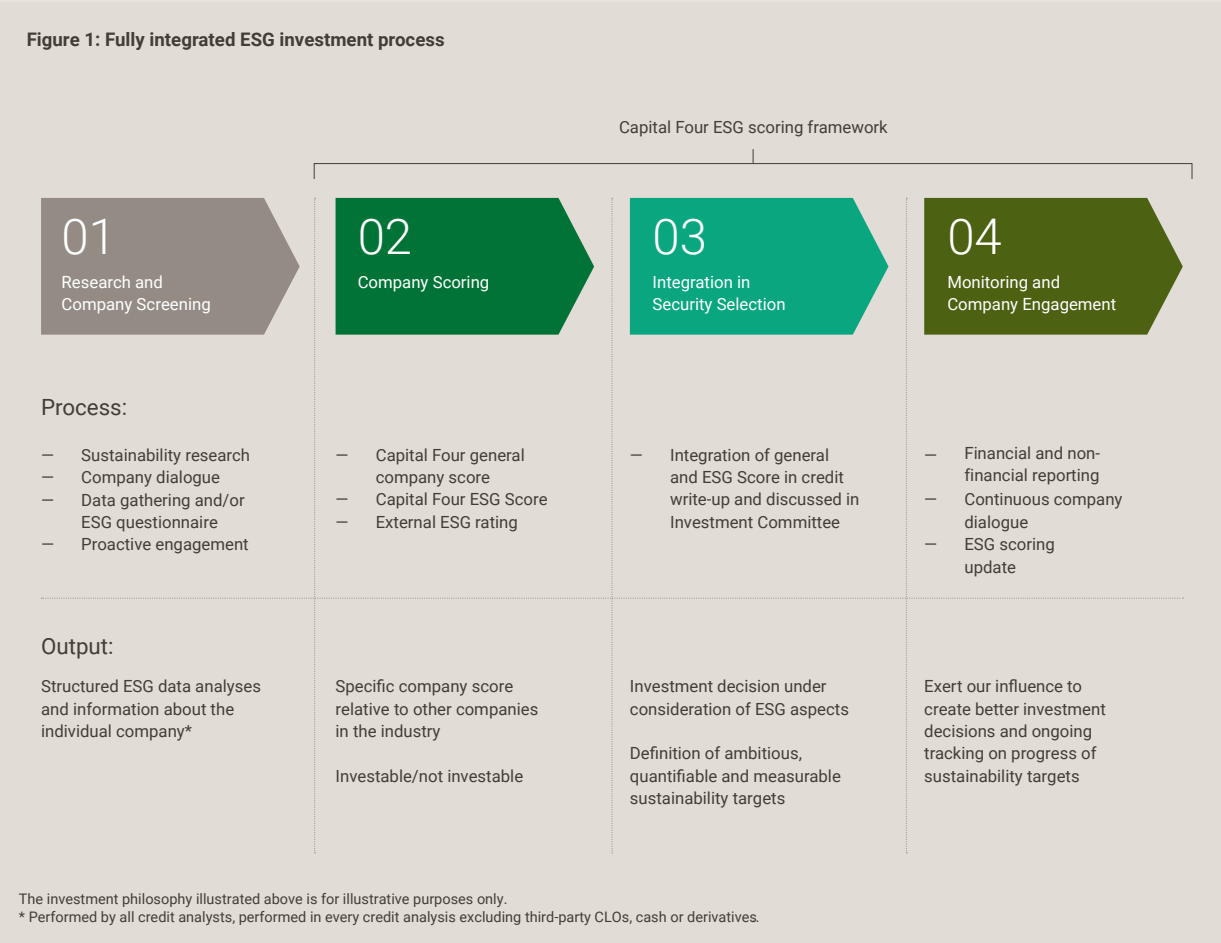 Figure 1: Fully integrated ESG investment process
Capital Four ESG scoring framework
01
Research and
Company Screening
02
Company Scoring
03
Integration in
Security Selection
04
Monitoring and
Company Engagement
Process:
— Sustainability research
— Company dialogue
— Data gathering and/or
ESG questionnaire
— Proactive engagement
— Capital Four general
company score
— Capital Four ESG Score
— External ESG rating
— Integration of general
and ESG Score in credit
write-up and discussed in
Investment Committee
— Financial and non-
financial reporting
— Continuous company
dialogue
— ESG scoring
update
Output:
Structured ESG data analyses
and information about the
individual company*
Specific company score
relative to other companies
in the industry
Investable/not investable
Investment decision under
consideration of ESG aspects
Definition of ambitious,
quantifiable and measurable
sustainability targets
Exert our influence to
create better investment
decisions and ongoing
tracking on progress of
sustainability targets
The investment philosophy illustrated above is for illustrative purposes only.
* Performed by all credit analysts, performed in every credit analysis excluding third-party CLOs, cash or derivatives.